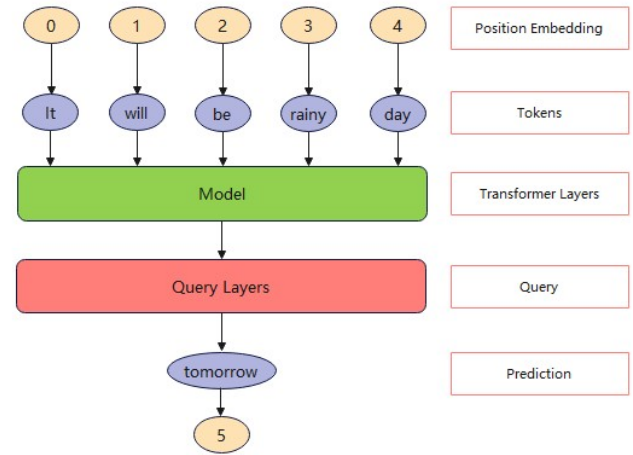 0 1 2 3 4 Position Embedding
It will be rainy day Tokens
Model Transformer Layers
Query Layers Query
tomorrow Prediction
5